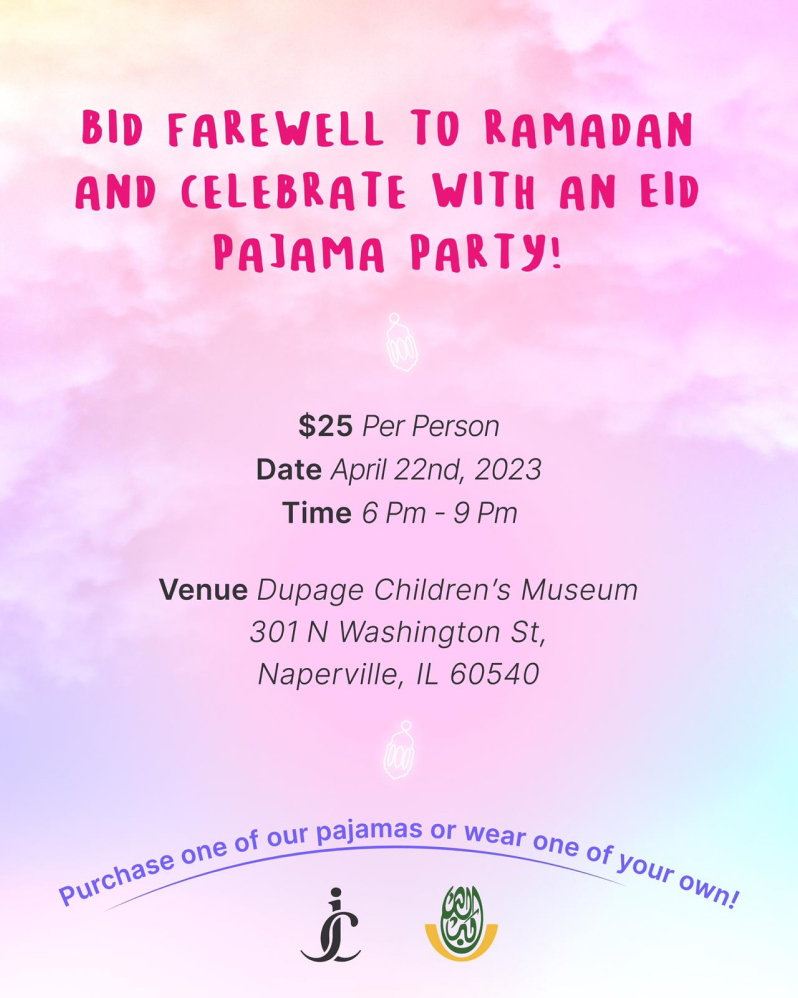 BID FAREWELL TO RAMADAN
AND CELEBRATE WITH AN EID
PAJAMA PARTY!
$25 Per Person
Date April 22nd, 2023
Time 6 Pm - 9 Pm
Venue Dupage Children's Museum
301 N Washington St,
Naperville, IL 60540
Purchase one of our pajamas or wear one of your own!